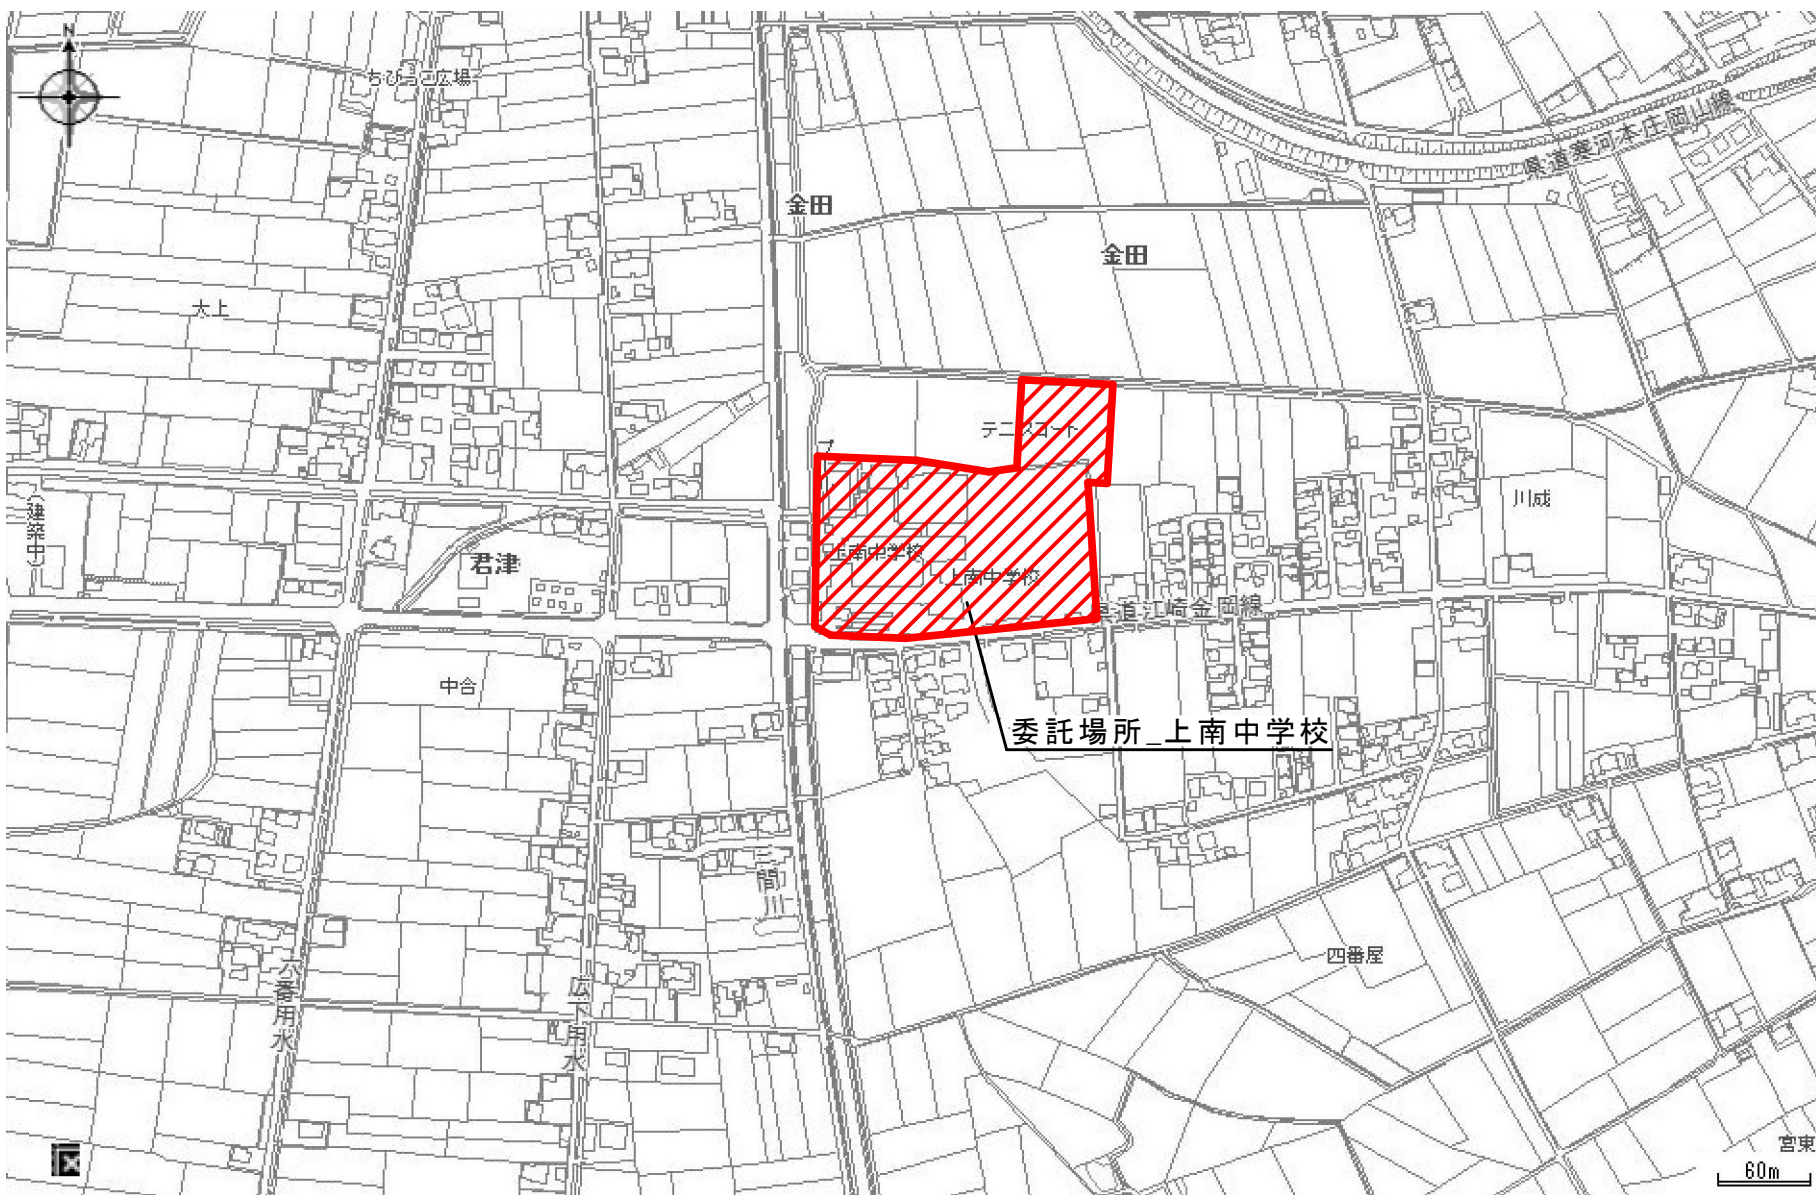 N
ちびっこ広場
県道寒河本庄岡山線
金田
金田
大上
テニスコート
プ
川成
(建築中)
君津
上南中学校
上南中学校
県道江崎金岡線
中合
委託場所_上南中学校
三間川
四番屋
六番用水
広下用水
宮東
60m